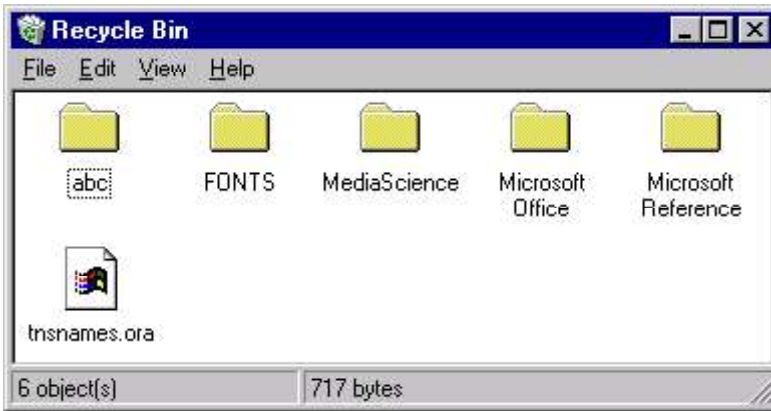 Recycle Bin
File Edit View Help
abc FONTS MediaScience Microsoft Office Microsoft Reference
tnsnames.ora
6 object(s) 717 bytes